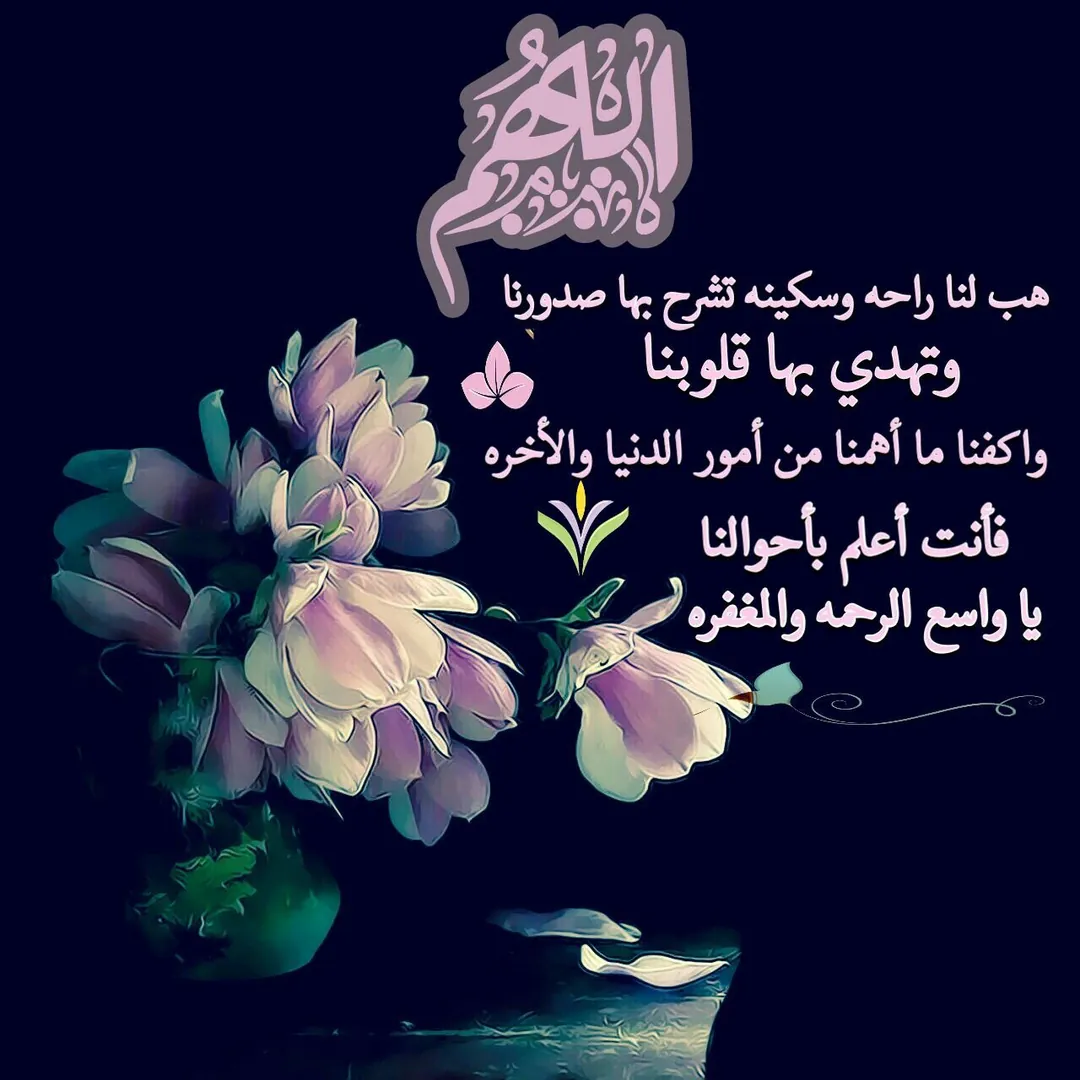 اللهم
هب لنا راحه وسكينه تشرح بها صدورنا
وتهدي بها قلوبنا
واكفنا ما أهمنا من أمور الدنيا والأخره
فأنت أعلم بأحوالنا
يا واسع الرحمه والمغفره